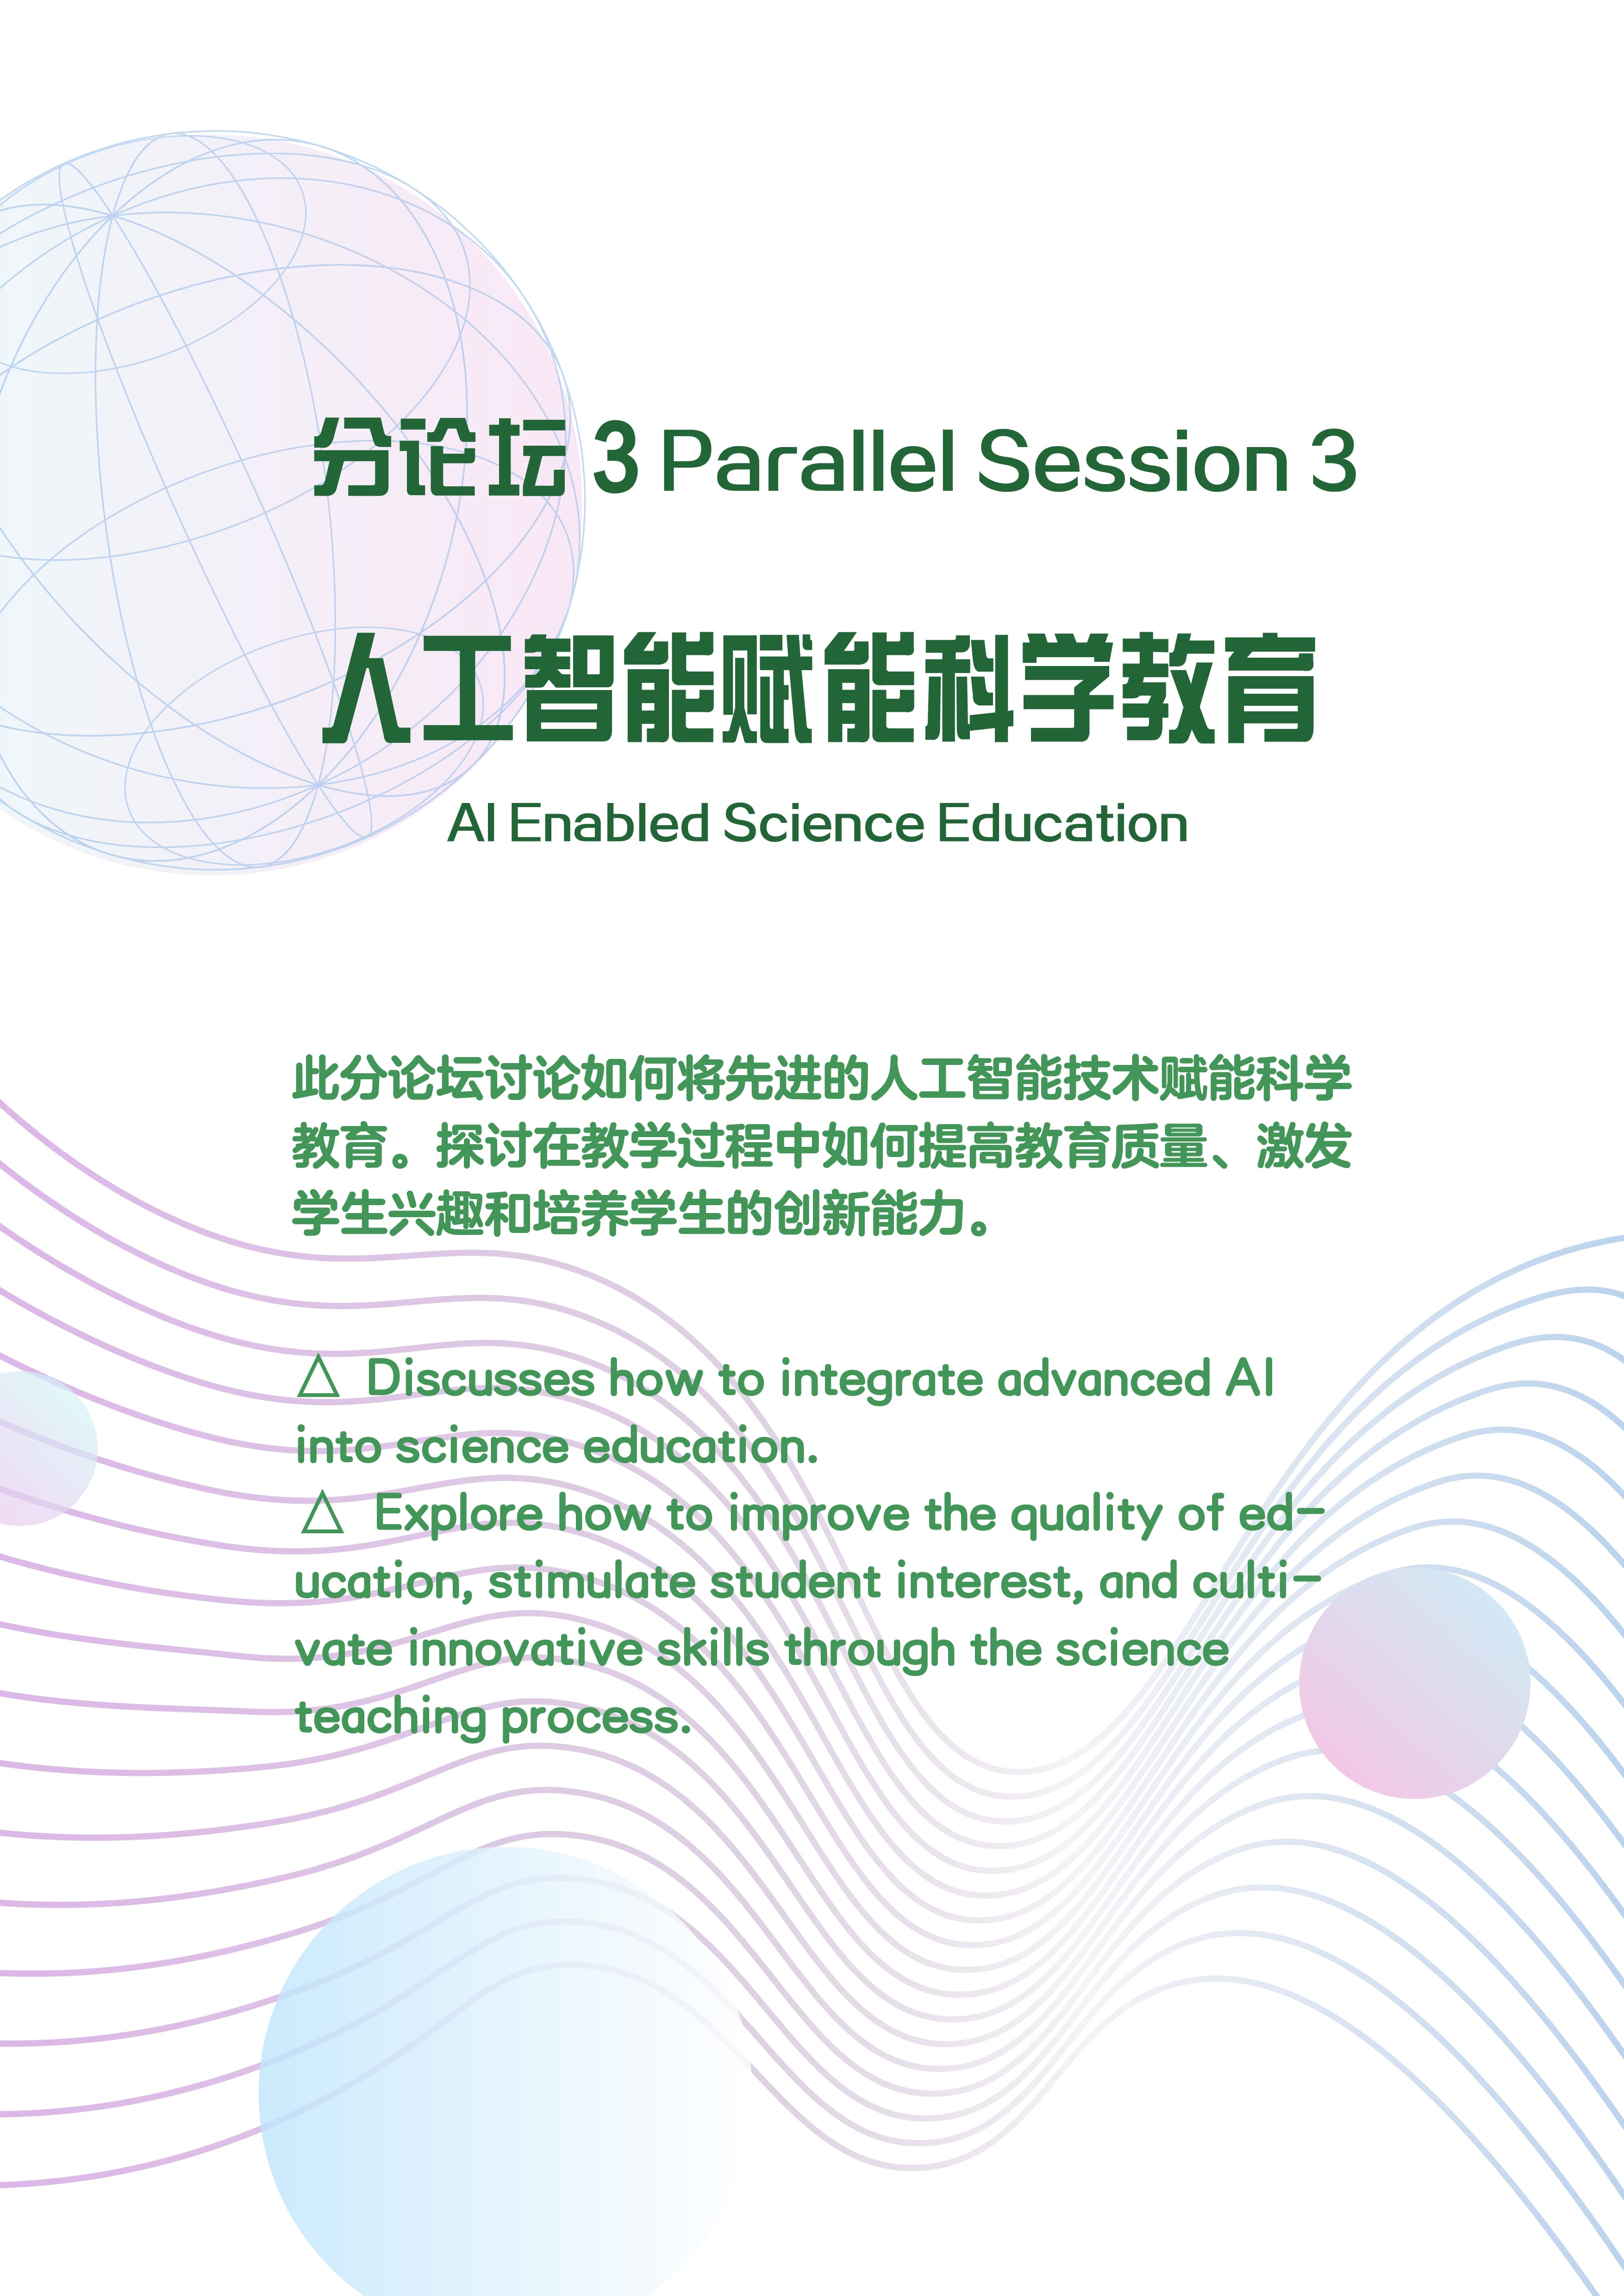 分论坛 3 Parallel Session 3
人工智能赋能科学教育
AI Enabled Science Education
此分论坛讨论如何将先进的人工智能技术赋能科学
教育。探讨在教学过程中如何提高教育质量、激发
学生兴趣和培养学生的创新能力。
△ Discusses how to integrate advanced AI
into science education.
△ Explore how to improve the quality of ed-
ucation, stimulate student interest, and culti-
vate innovative skills through the science
teaching process.